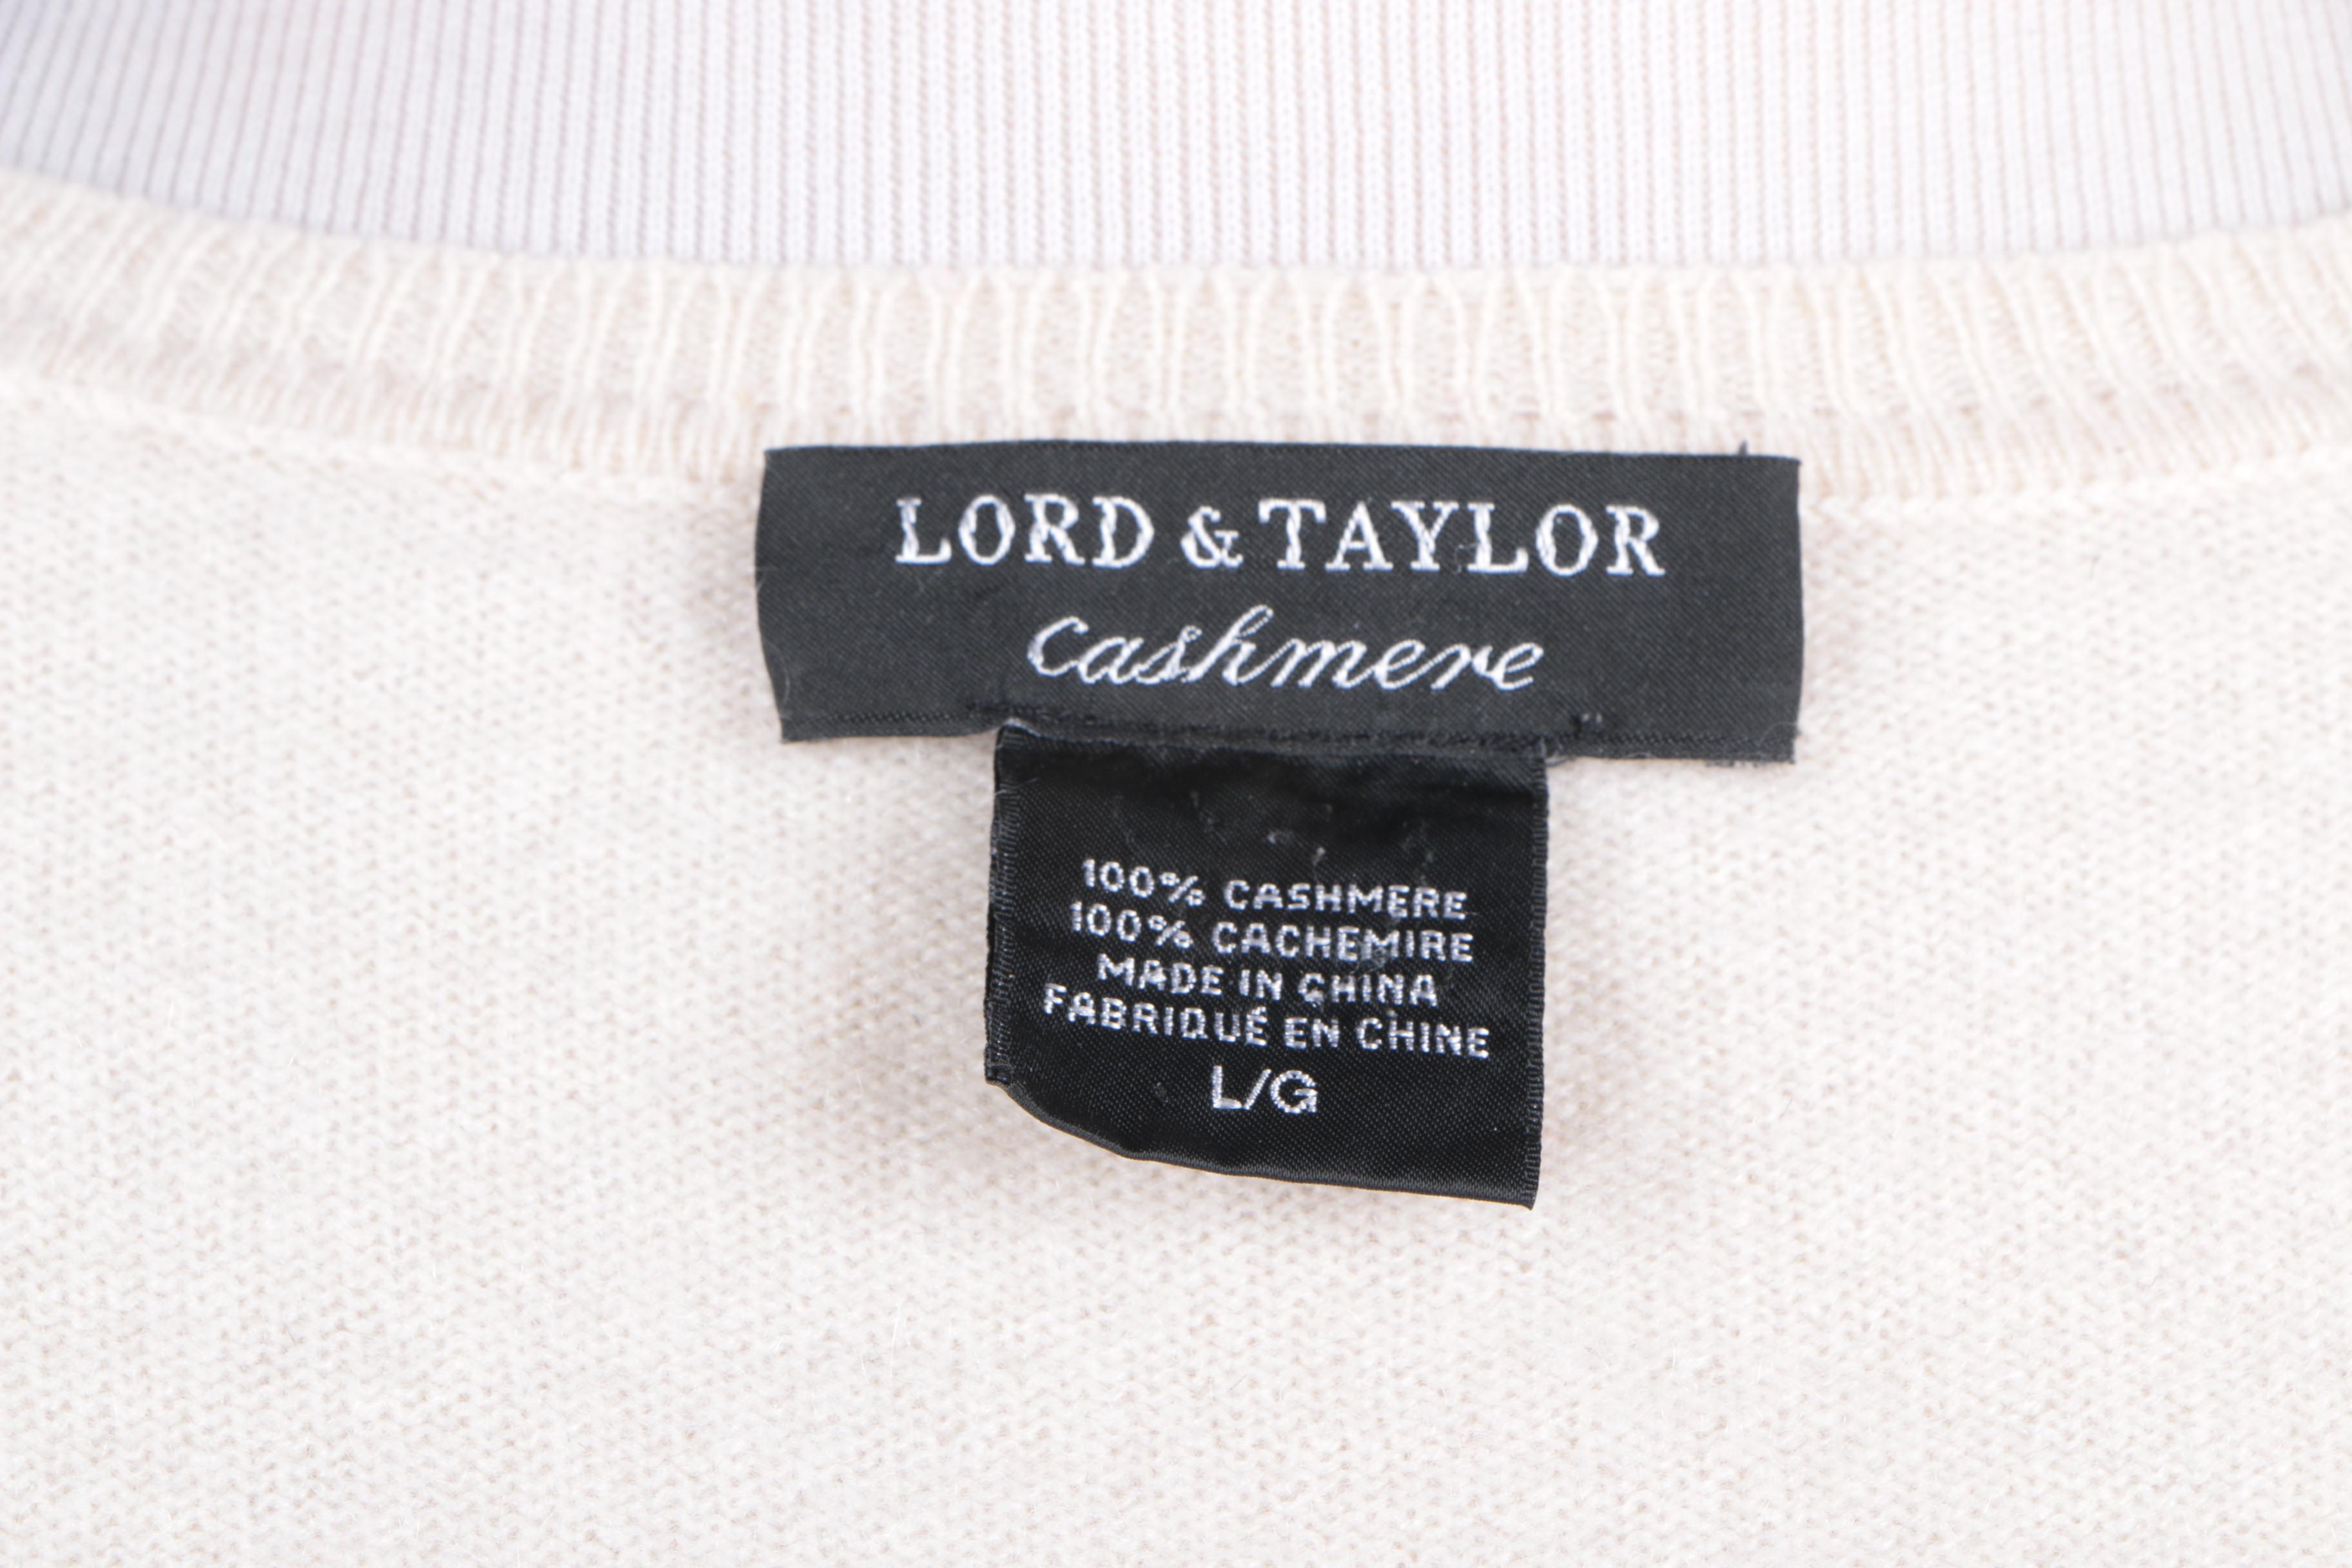 LORD & TAYLOR
cashmere
100% CASHMERE
100% CACHEMIRE
MADE IN CHINA
FABRIQUÉ EN CHINE
L/G